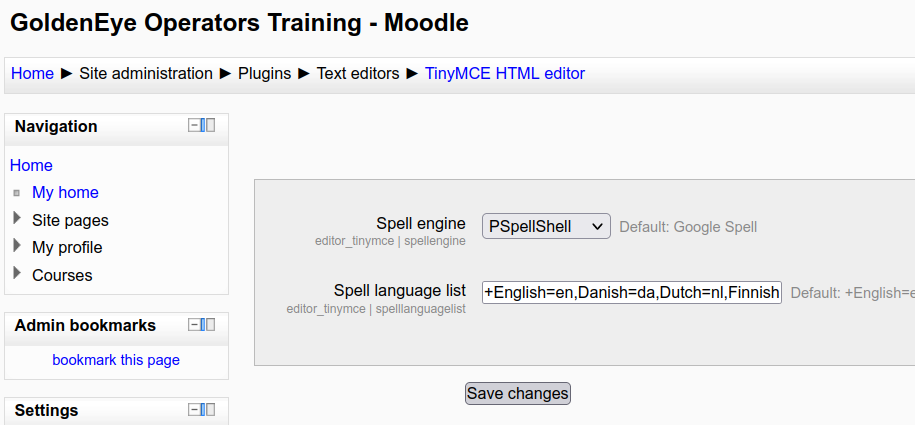 GoldenEye Operators Training - Moodle
Home ► Site administration ► Plugins ► Text editors ► TinyMCE HTML editor
Navigation
Home
My home
Site pages
My profile
Courses
Admin bookmarks
bookmark this page
Settings
Spell engine
editor_tinymce | spellengine
PSpellShell
Default: Google Spell
Spell language list
editor_tinymce | spelllanguagelist
+English=en,Danish=da,Dutch=nl,Finnish
Default: +English=e
Save changes